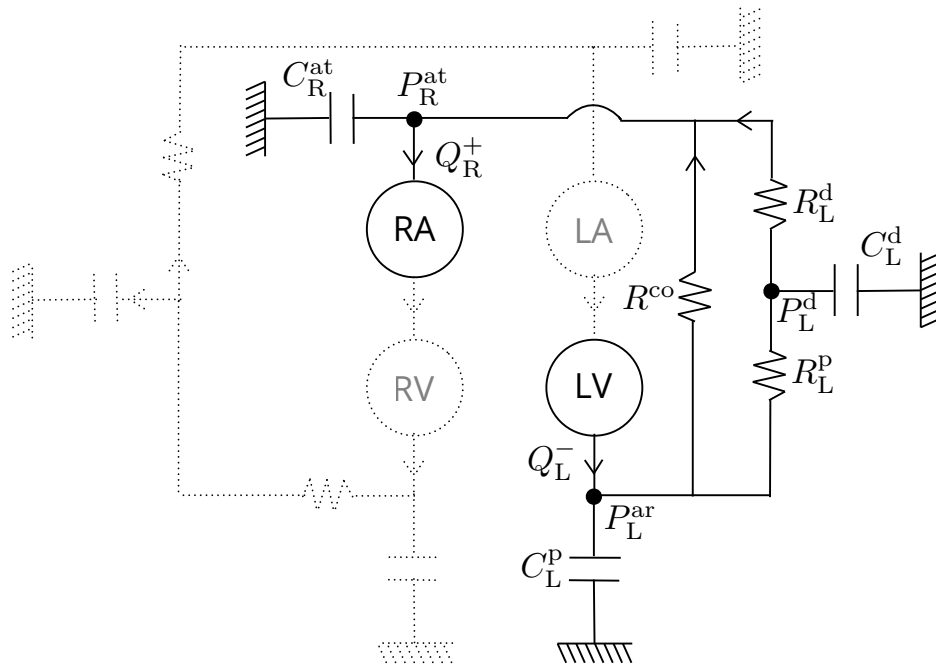 C_R^at
P_R^at
Q_R^+
RA
LA
R_L^d
C_L^d
R^co
P_L^d
R_L^p
RV
LV
Q_L^−
P_L^ar
C_L^p